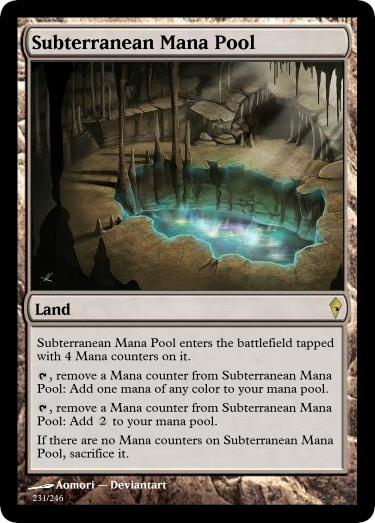 Subterranean Mana Pool
Land
Subterranean Mana Pool enters the battlefield tapped
with 4 Mana counters on it.
, remove a Mana counter from Subterranean
Mana Pool: Add one mana of any color to your mana pool.
, remove a Mana counter from Subterranean
Mana Pool: Add 2 to your mana pool.
If there are no Mana counters on Subterranean Mana
Pool, sacrifice it.
Aomori — Deviantart
231/246